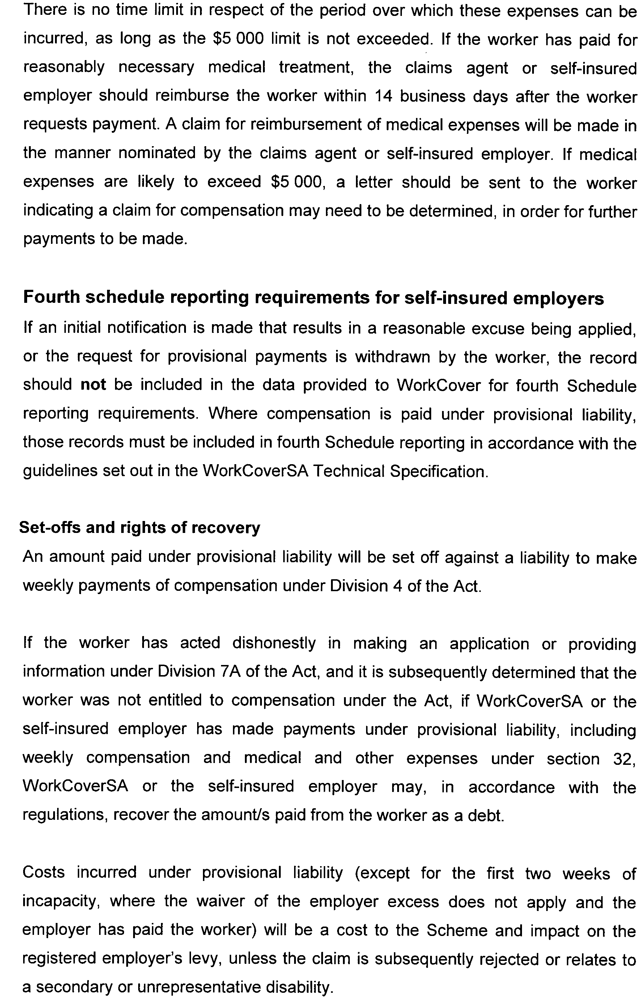 There is no time limit in respect of the period over which these expenses can be
incurred, as long as the $5 000 limit is not exceeded. If the worker has paid for
reasonably necessary medical treatment, the claims agent or self-insured
employer should reimburse the worker within 14 business days after the worker
requests payment. A claim for reimbursement of medical expenses will be made in
the manner nominated by the claims agent or self-insured employer. If medical
expenses are likely to exceed $5 000, a letter should be sent to the worker
indicating a claim for compensation may need to be determined, in order for further
payments to be made.
Fourth schedule reporting requirements for self-insured employers
If an initial notification is made that results in a reasonable excuse being applied,
or the request for provisional payments is withdrawn by the worker, the record
should not be included in the data provided to WorkCover for fourth Schedule
reporting requirements. Where compensation is paid under provisional liability,
those records must be included in fourth Schedule reporting in accordance with the
guidelines set out in the WorkCoverSA Technical Specification.
Set-offs and rights of recovery
An amount paid under provisional liability will be set off against a liability to make
weekly payments of compensation under Division 4 of the Act.
If the worker has acted dishonestly in making an application or providing
information under Division 7A of the Act, and it is subsequently determined that the
worker was not entitled to compensation under the Act, if WorkCoverSA or the
self-insured employer has made payments under provisional liability, including
weekly compensation and medical and other expenses under section 32,
WorkCoverSA or the self-insured employer may, in accordance with the
regulations, recover the amount/s paid from the worker as a debt.
Costs incurred under provisional liability (except for the first two weeks of
incapacity, where the waiver of the employer excess does not apply and the
employer has paid the worker) will be a cost to the Scheme and impact on the
registered employer's levy, unless the claim is subsequently rejected or relates to
a secondary or unrepresentative disability.